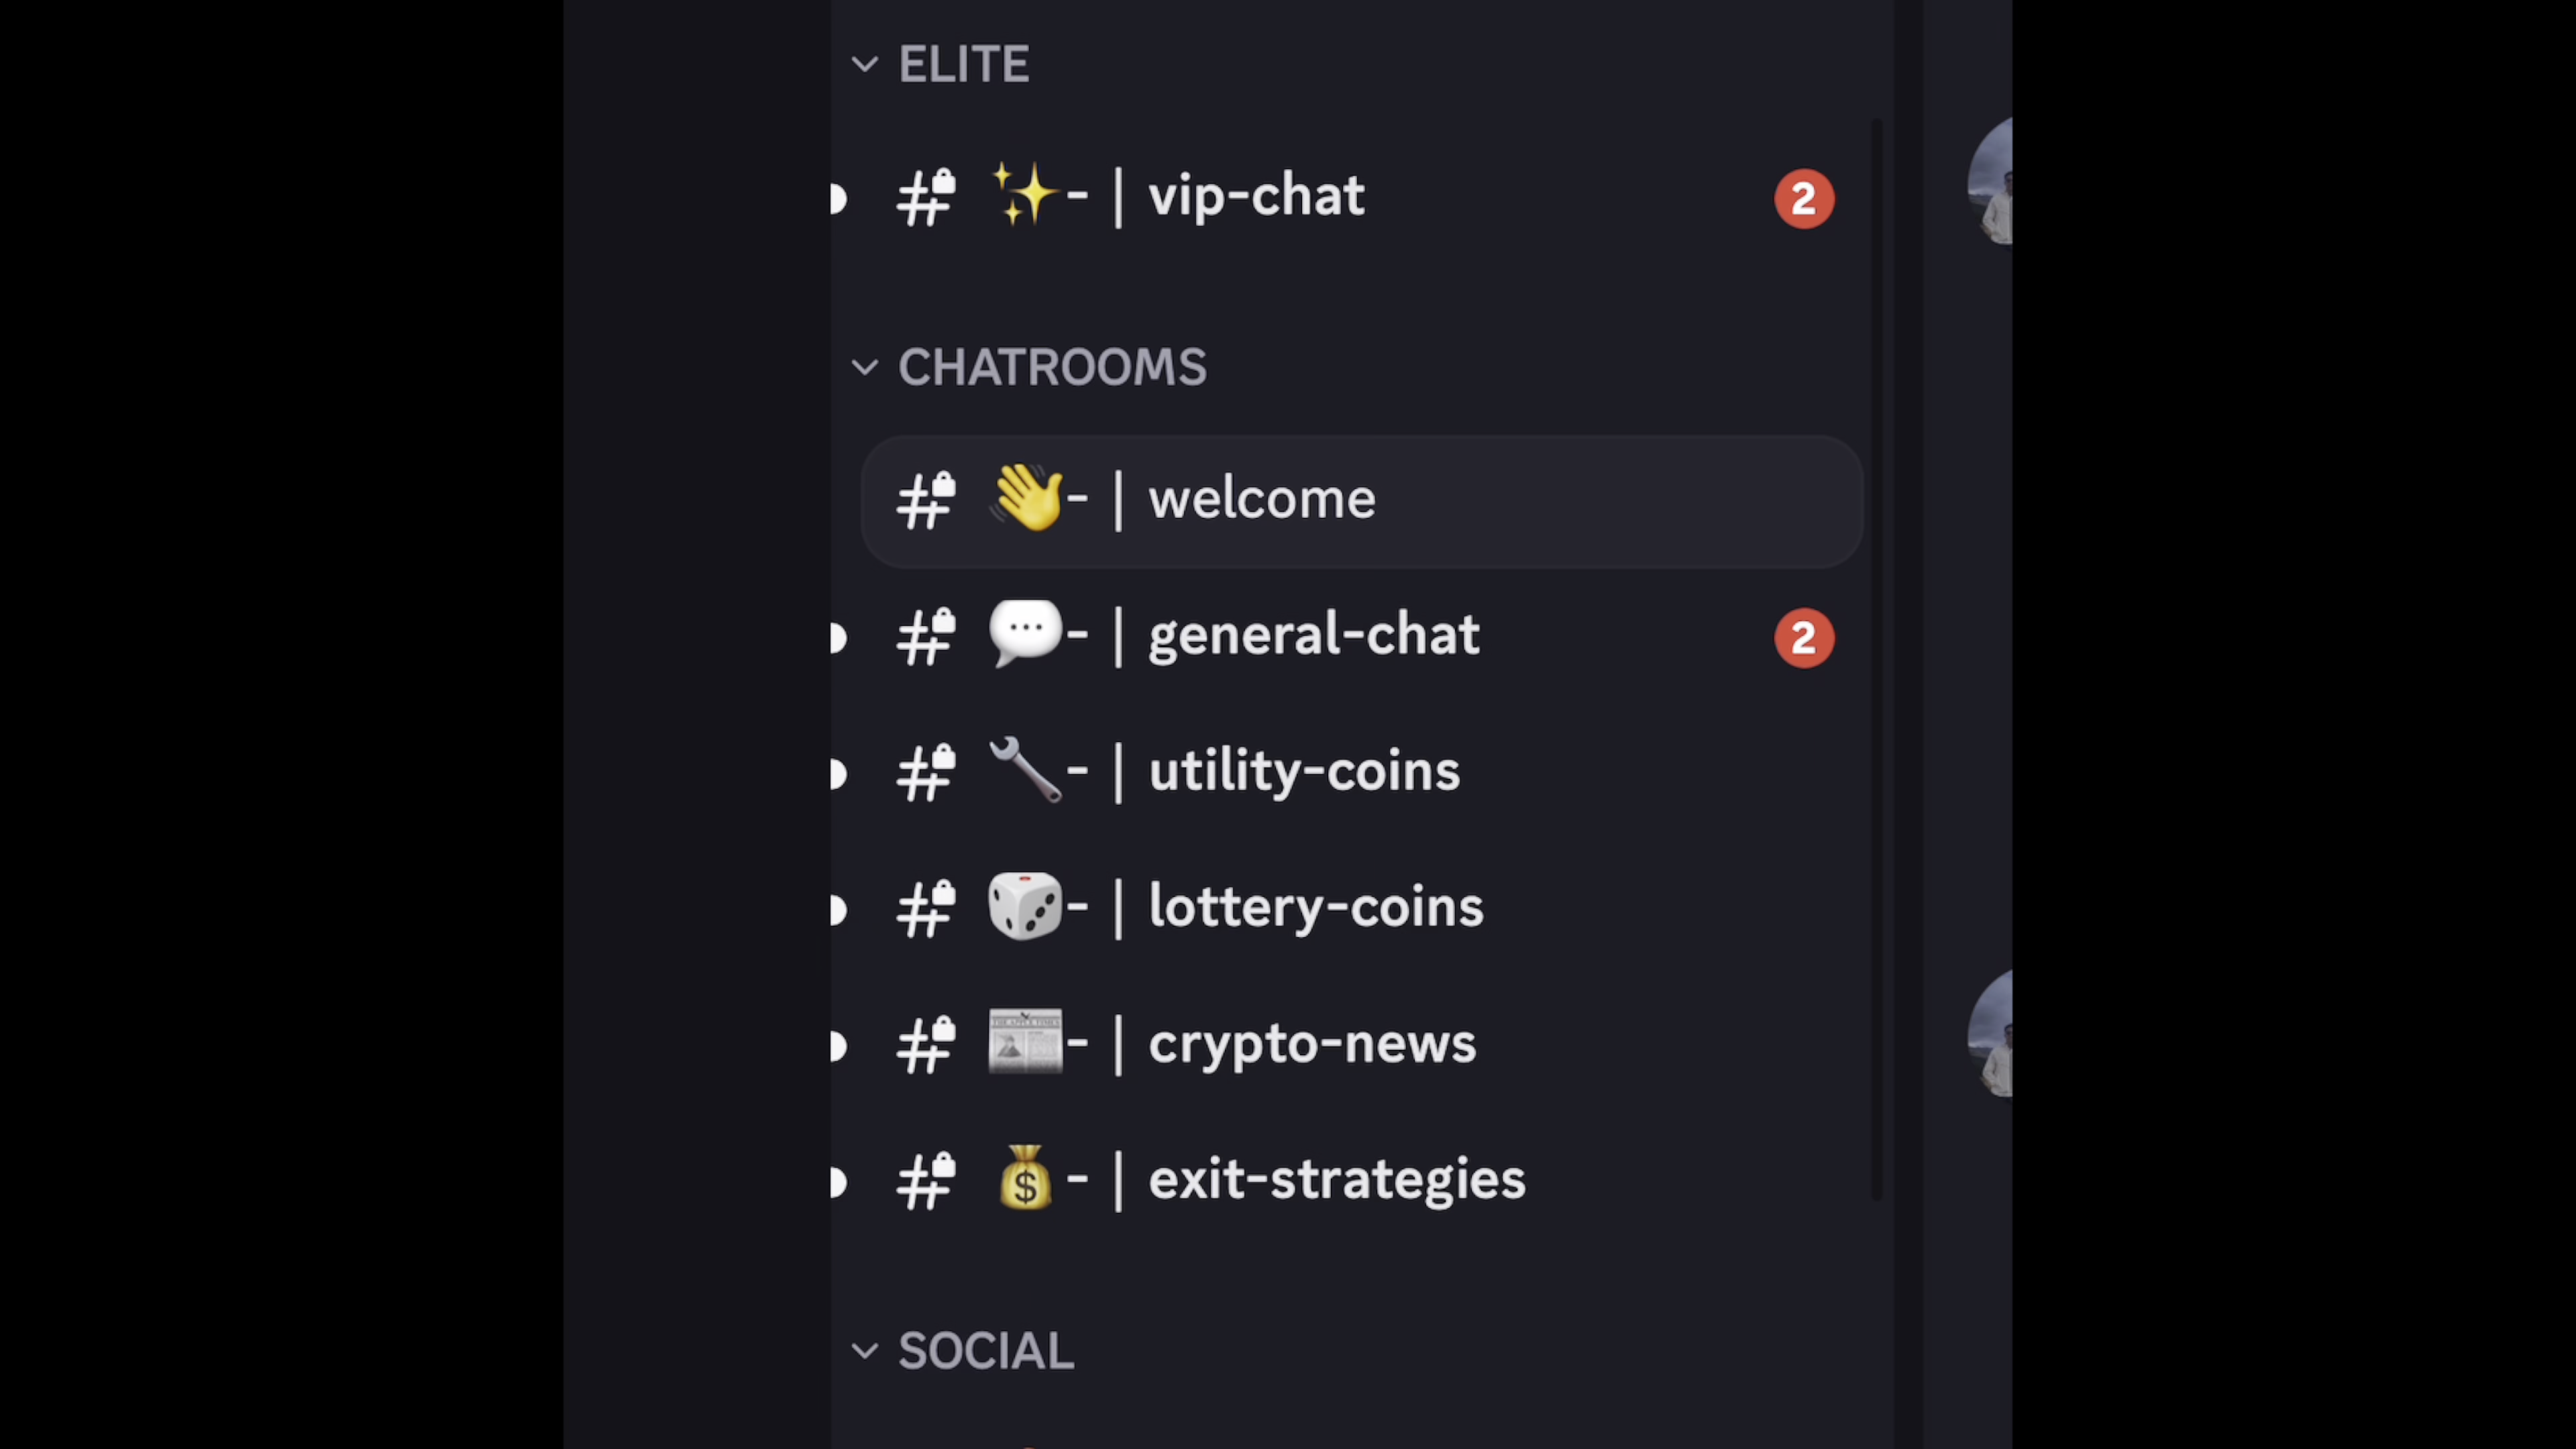 ELITE
✨- | vip-chat 2
CHATROOMS
👋- | welcome
💬- | general-chat 2
🔧- | utility-coins
🎲- | lottery-coins
📰- | crypto-news
💰- | exit-strategies
SOCIAL